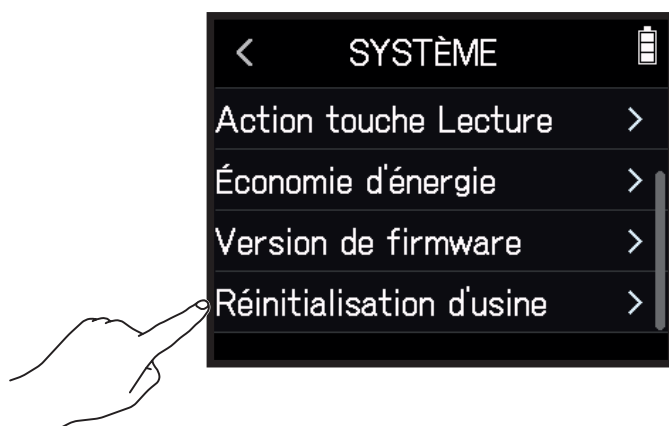 SYSTÈME
Action touche Lecture
Économie d'énergie
Version de firmware
Réinitialisation d'usine